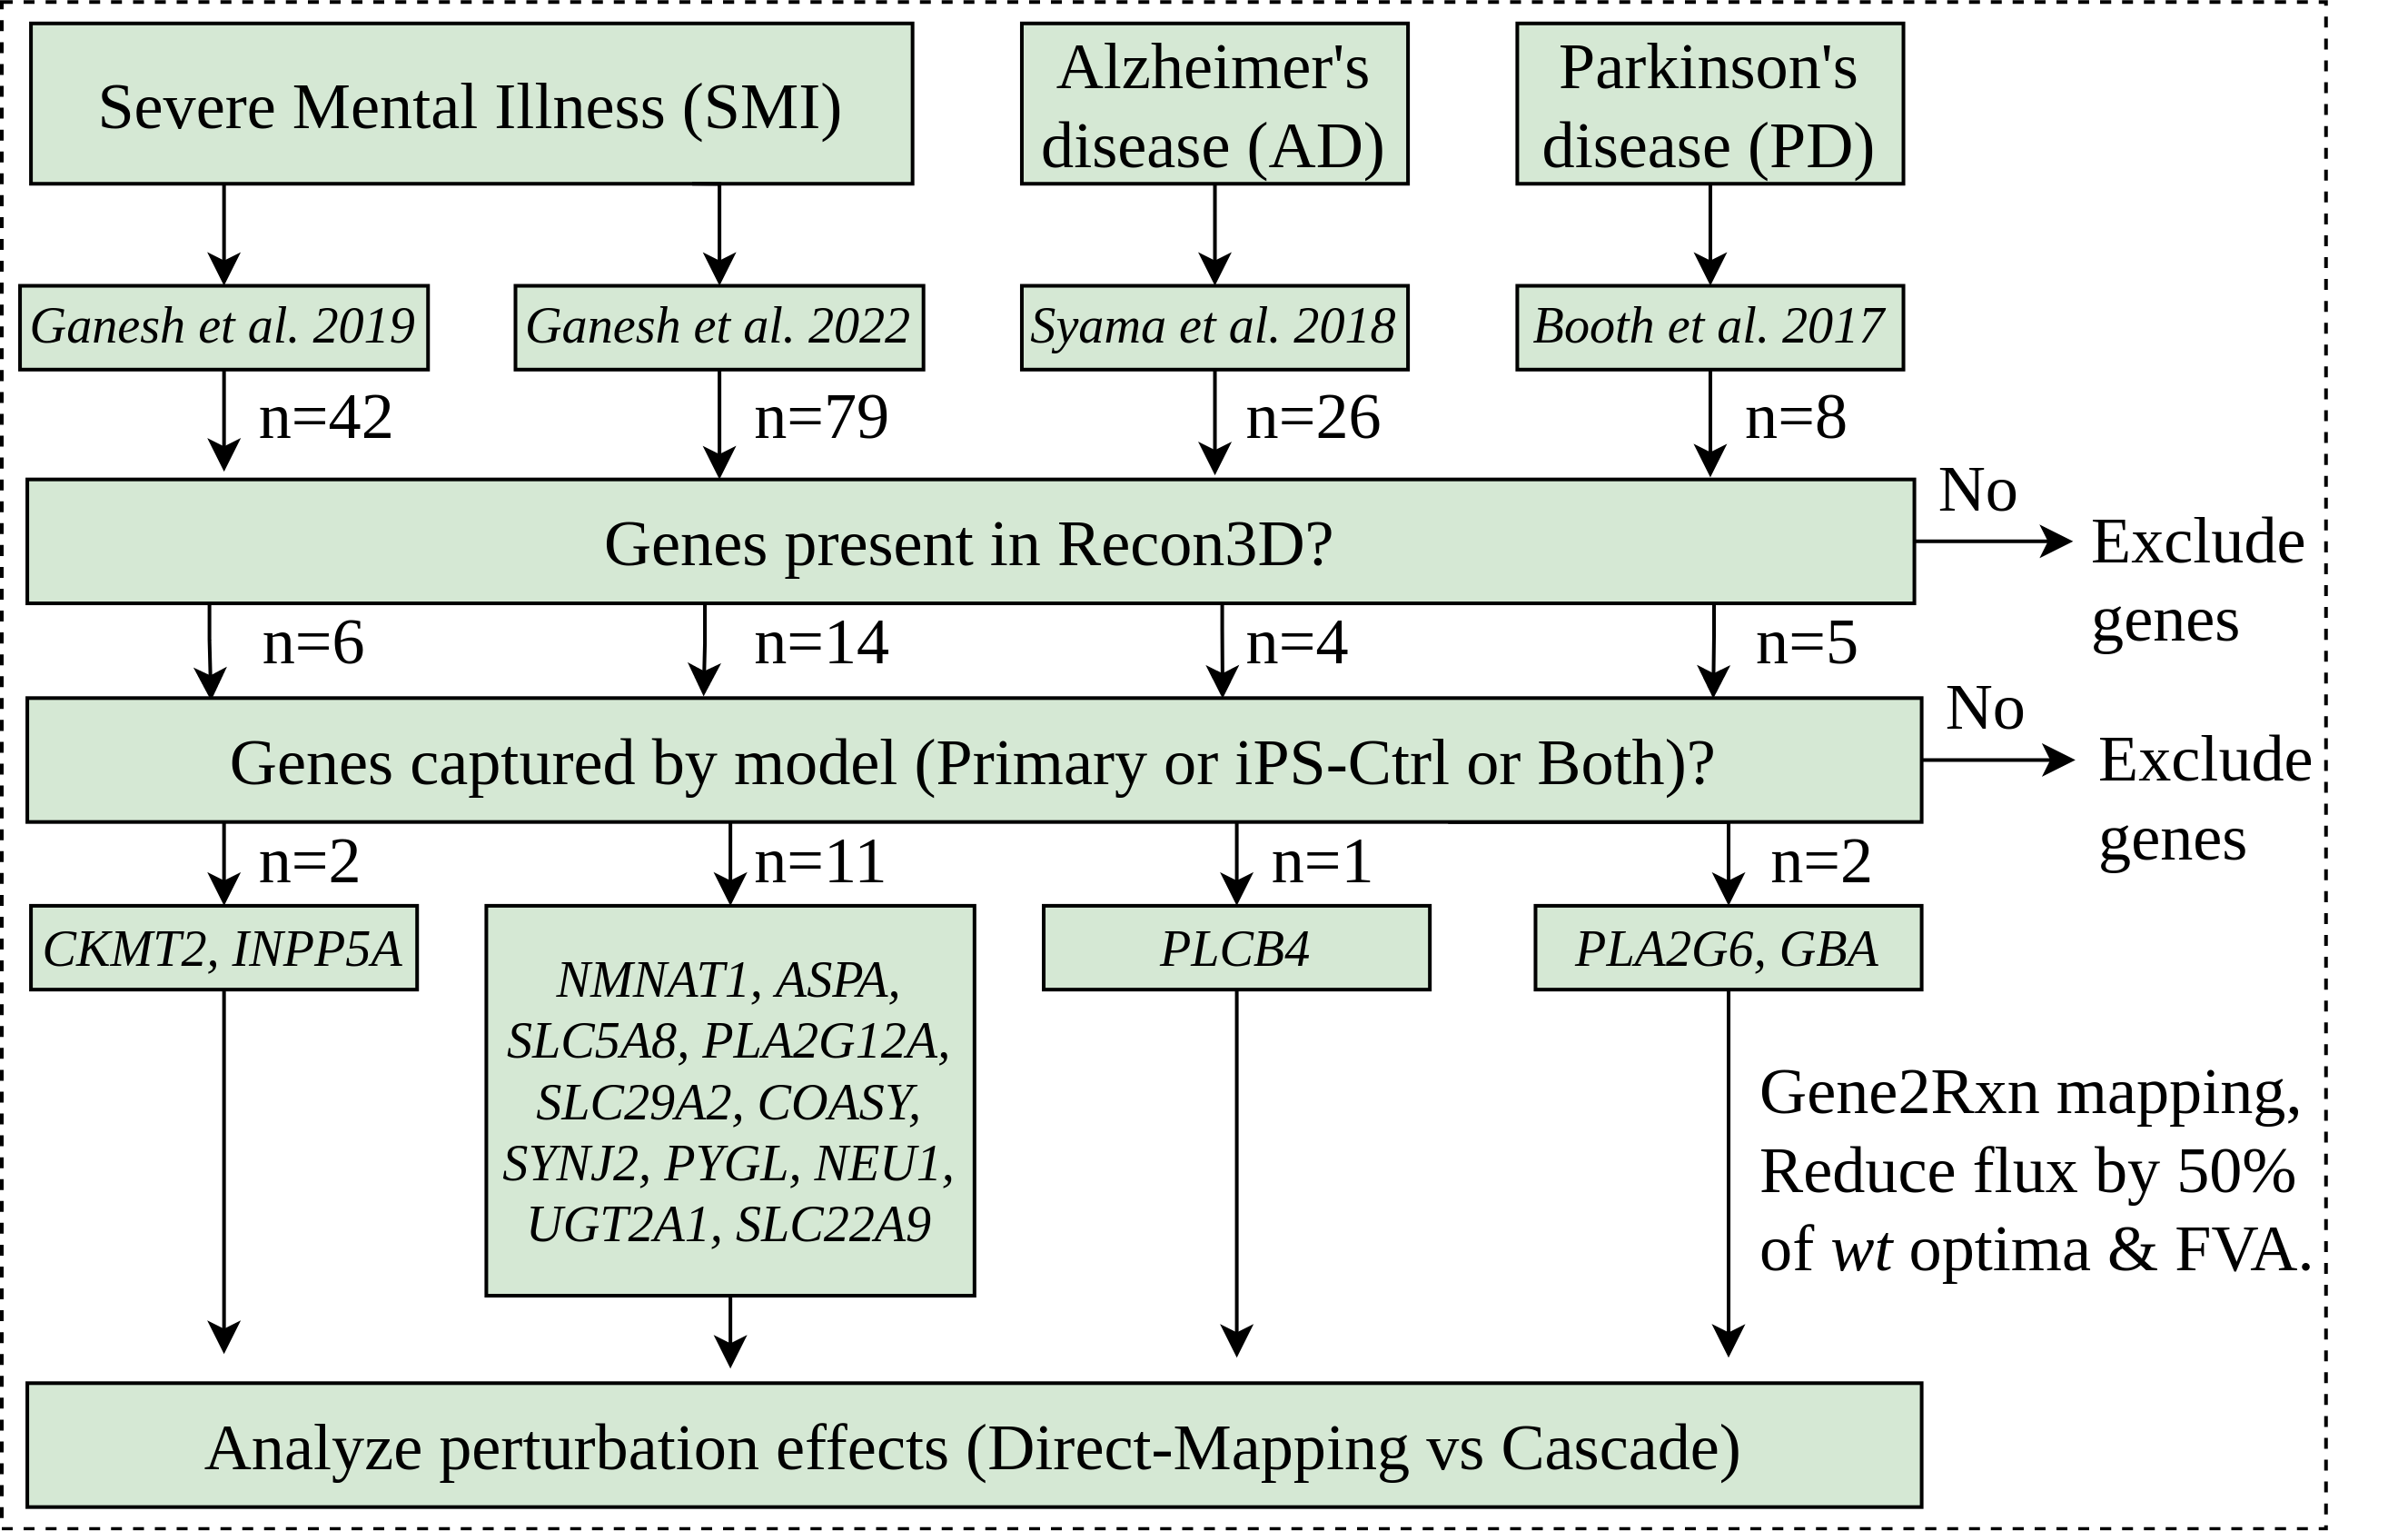 Severe Mental Illness (SMI)
Alzheimer's
disease (AD)
Parkinson's
disease (PD)
Ganesh et al. 2019
Ganesh et al. 2022
Syama et al. 2018
Booth et al. 2017
n=42
n=79
n=26
n=8
Genes present in Recon3D?
No
Exclude
genes
n=6
n=14
n=4
n=5
Genes captured by model (Primary or iPS-Ctrl or Both)?
No
Exclude
genes
n=2
n=11
n=1
n=2
CKMT2, INPP5A
NMNAT1, ASPA,
SLC5A8, PLA2G12A,
SLC29A2, COASY,
SYNJ2, PYGL, NEU1,
UGT2A1, SLC22A9
PLCB4
PLA2G6, GBA
Gene2Rxn mapping,
Reduce flux by 50%
of wt optima & FVA.
Analyze perturbation effects (Direct-Mapping vs Cascade)